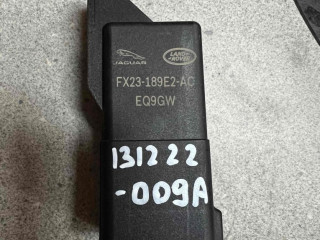 JAGUAR
LAND
ROVER
FX23-189E2-AC
EQ9GW
131222
-009A